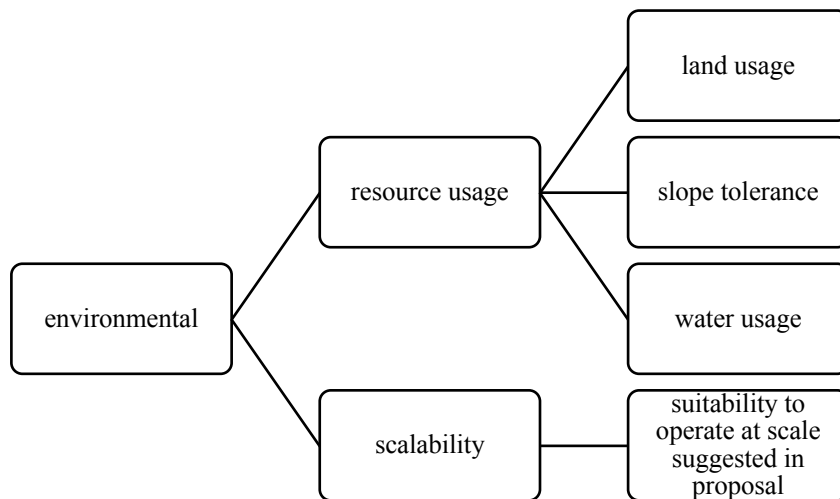 land usage
resource usage
slope tolerance
environmental
water usage
scalability
suitability to
operate at scale
suggested in
proposal